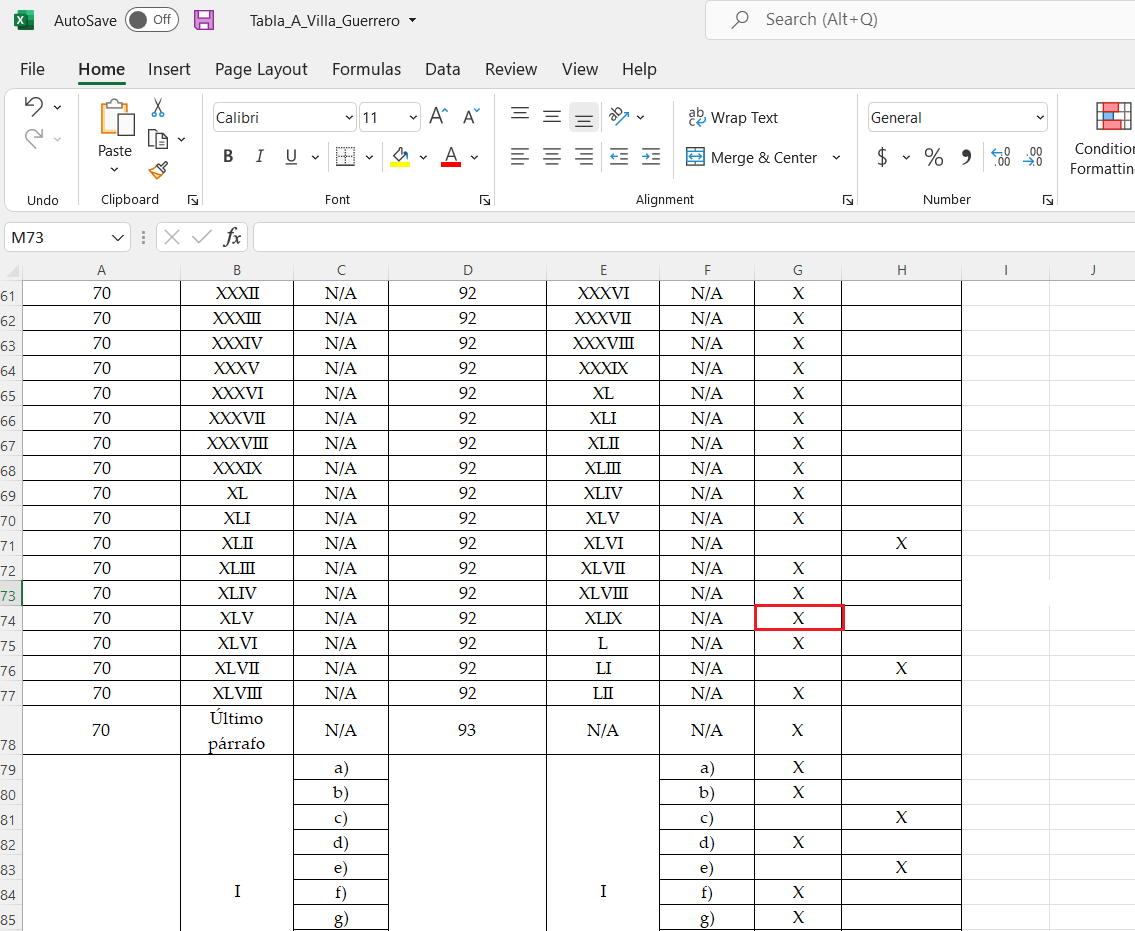 AutoSave Off Tabla_A_Villa_Guerrero Search (Alt+Q)
File Home Insert Page Layout Formulas Data Review View Help
Calibri 11 Wrap Text General
Paste B I U Merge & Center $ % Condition
Formatting
Undo Clipboard Font Alignment Number
M73 fx
A B C D E F G H I J
61 70 XXXII N/A 92 XXXVI N/A X
62 70 XXXIII N/A 92 XXXVII N/A X
63 70 XXXIV N/A 92 XXXVIII N/A X
64 70 XXXV N/A 92 XXXIX N/A X
65 70 XXXVI N/A 92 XL N/A X
66 70 XXXVII N/A 92 XLI N/A X
67 70 XXXVIII N/A 92 XLII N/A X
68 70 XXXIX N/A 92 XLIII N/A X
69 70 XL N/A 92 XLIV N/A X
70 70 XLI N/A 92 XLV N/A X
71 70 XLII N/A 92 XLVI N/A X
72 70 XLIII N/A 92 XLVII N/A X
73 70 XLIV N/A 92 XLVIII N/A X
74 70 XLV N/A 92 XLIX N/A X
75 70 XLVI N/A 92 L N/A X
76 70 XLVII N/A 92 LI N/A X
77 70 XLVIII N/A 92 LII N/A X
78 70 Último párrafo N/A 93 N/A N/A X
79 a) a) X
80 b) b) X
81 c) c) X
82 d) d) X
83 e) e) X
84 I f) I f) X
85 g) g) X